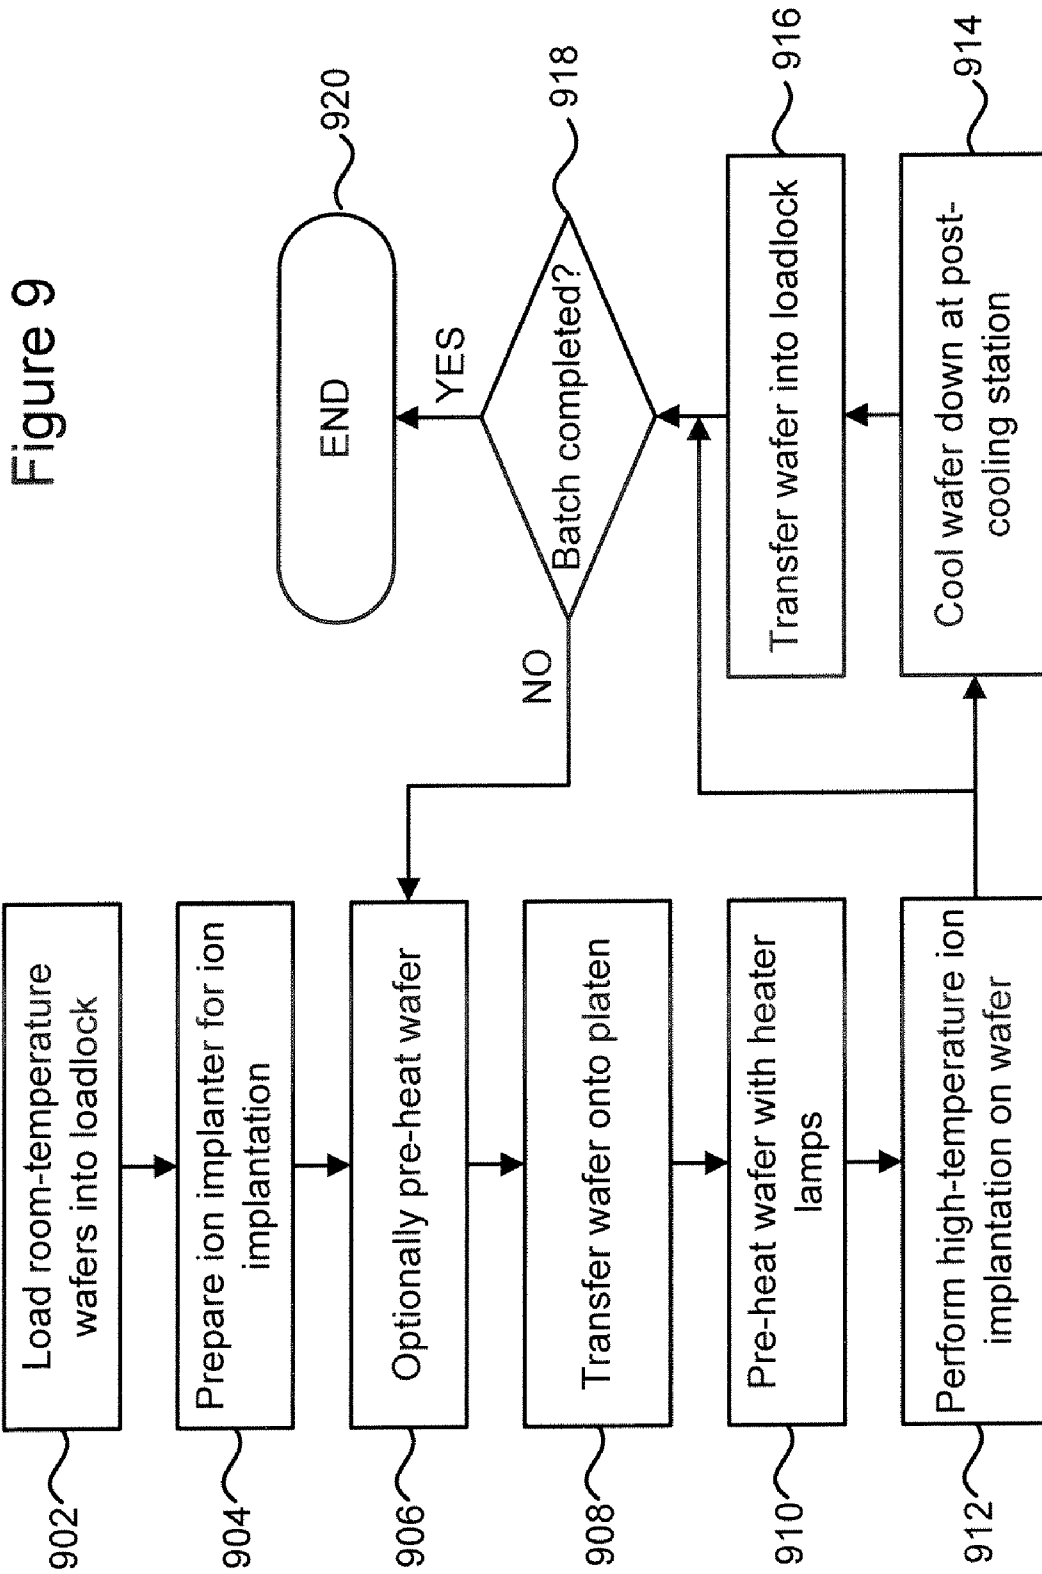 Figure 9
902
Load room-temperature
wafers into loadlock
904
Prepare ion implanter for ion
implantation
906
Optionally pre-heat wafer
908
Transfer wafer onto platen
910
Pre-heat wafer with heater
lamps
912
Perform high-temperature ion
implantation on wafer
914
Cool wafer down at post-
cooling station
916
Transfer wafer into loadlock
918
Batch completed?
NO
YES
920
END